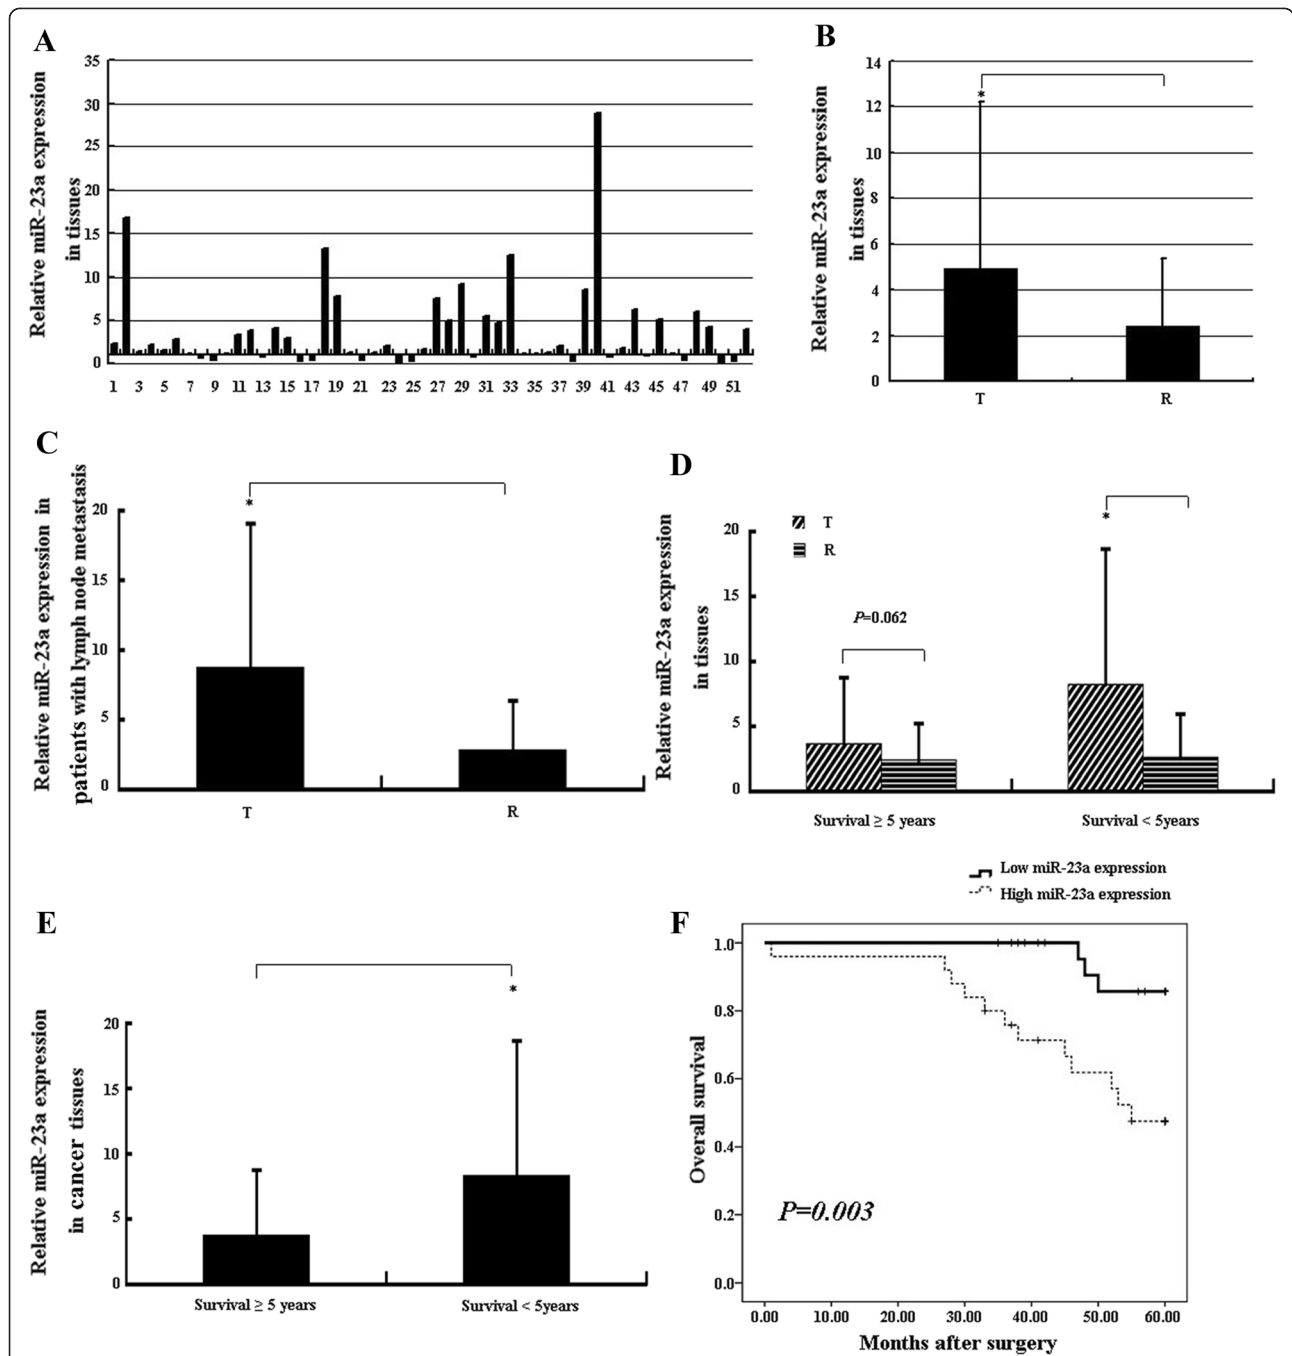 A
Relative miR-23a expression
in tissues
35
30
25
20
15
10
5
0
1 3 5 7 9 11 13 15 17 19 21 23 25 27 29 31 33 35 37 39 41 43 45 47 49 51
B
Relative miR-23a expression
in tissues
14
12
10
8
6
4
2
0
*
T R
C
Relative miR-23a expression in
patients with lymph node metastasis
20
15
10
5
0
*
T R
D
Relative miR-23a expression
in tissues
20
15
10
5
0
T
R
P=0.062
*
Survival ≥ 5 years Survival < 5years
E
Relative miR-23a expression
in cancer tissues
20
15
10
5
0
*
Survival ≥ 5 years Survival < 5years
Low miR-23a expression
High miR-23a expression
F
Overall survival
1.0
0.8
0.6
0.4
0.2
0.0
P=0.003
0.00 10.00 20.00 30.00 40.00 50.00 60.00
Months after surgery